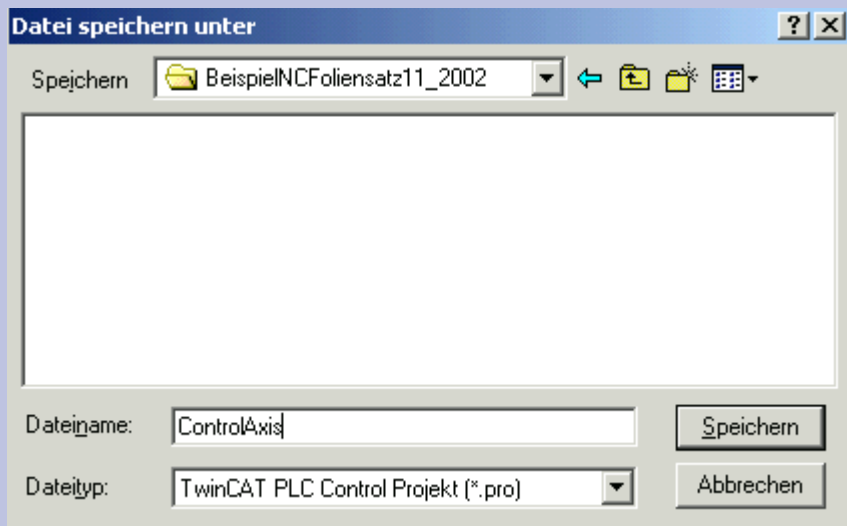 Datei speichern unter
Speichern BeispielNCFoliensatz11_2002
Dateiname: ControlAxis Speichern
Dateityp: TwinCAT PLC Control Projekt (*.pro) Abbrechen